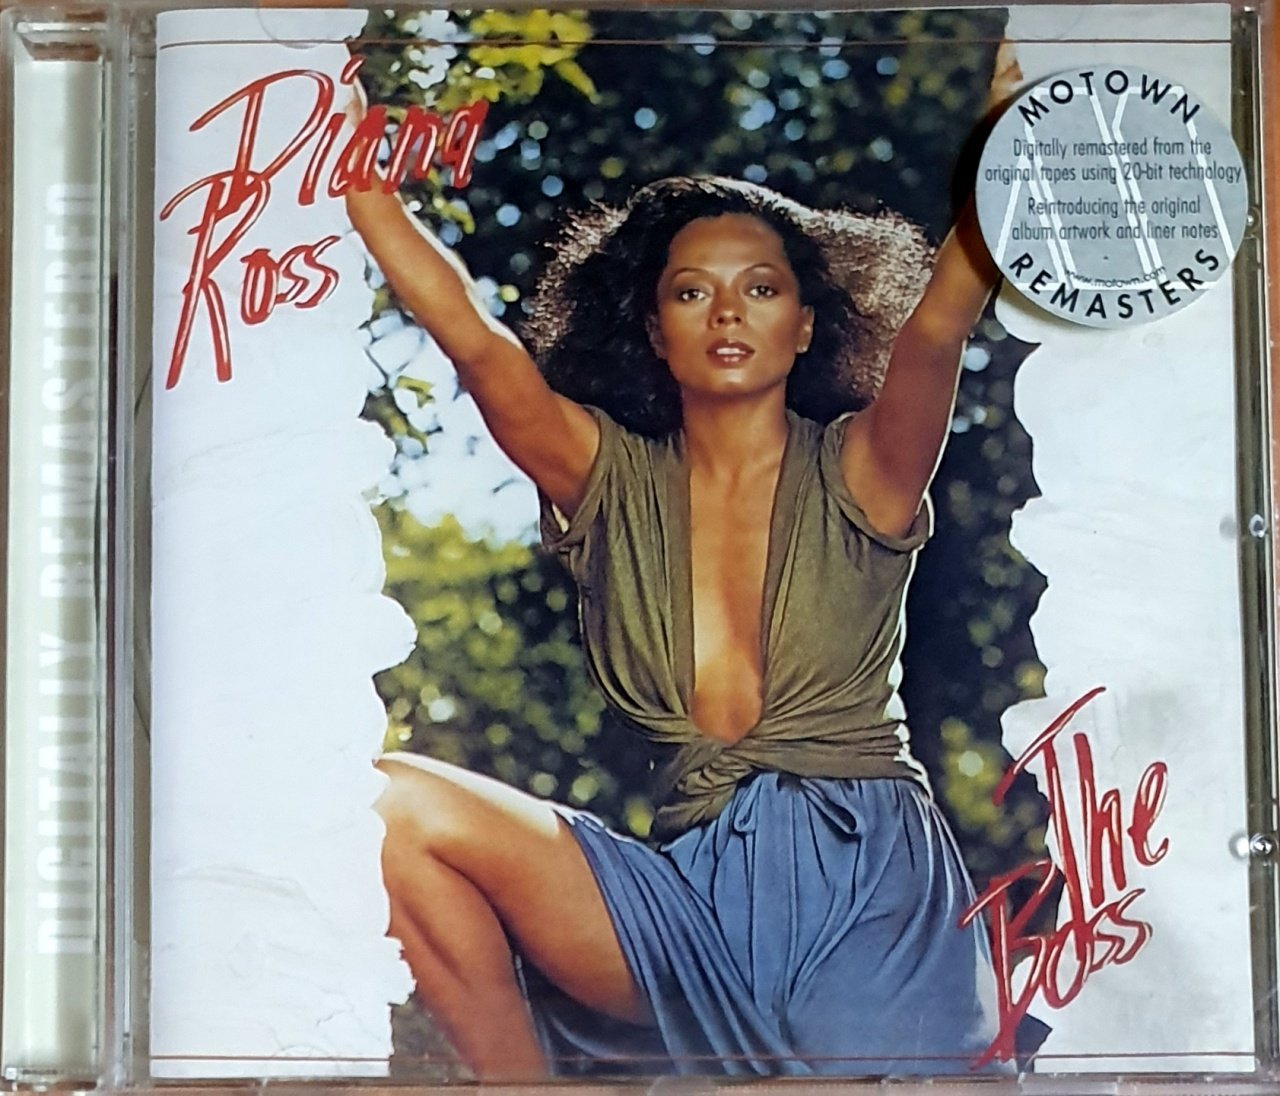 Diana
Ross
MOTOWN
Digitally remastered from the
original tapes using 20-bit technology
Reintroducing the original
album artwork and liner notes
www.motown.com
REMASTERS
The
Boss
DIGITALLY REMASTERED